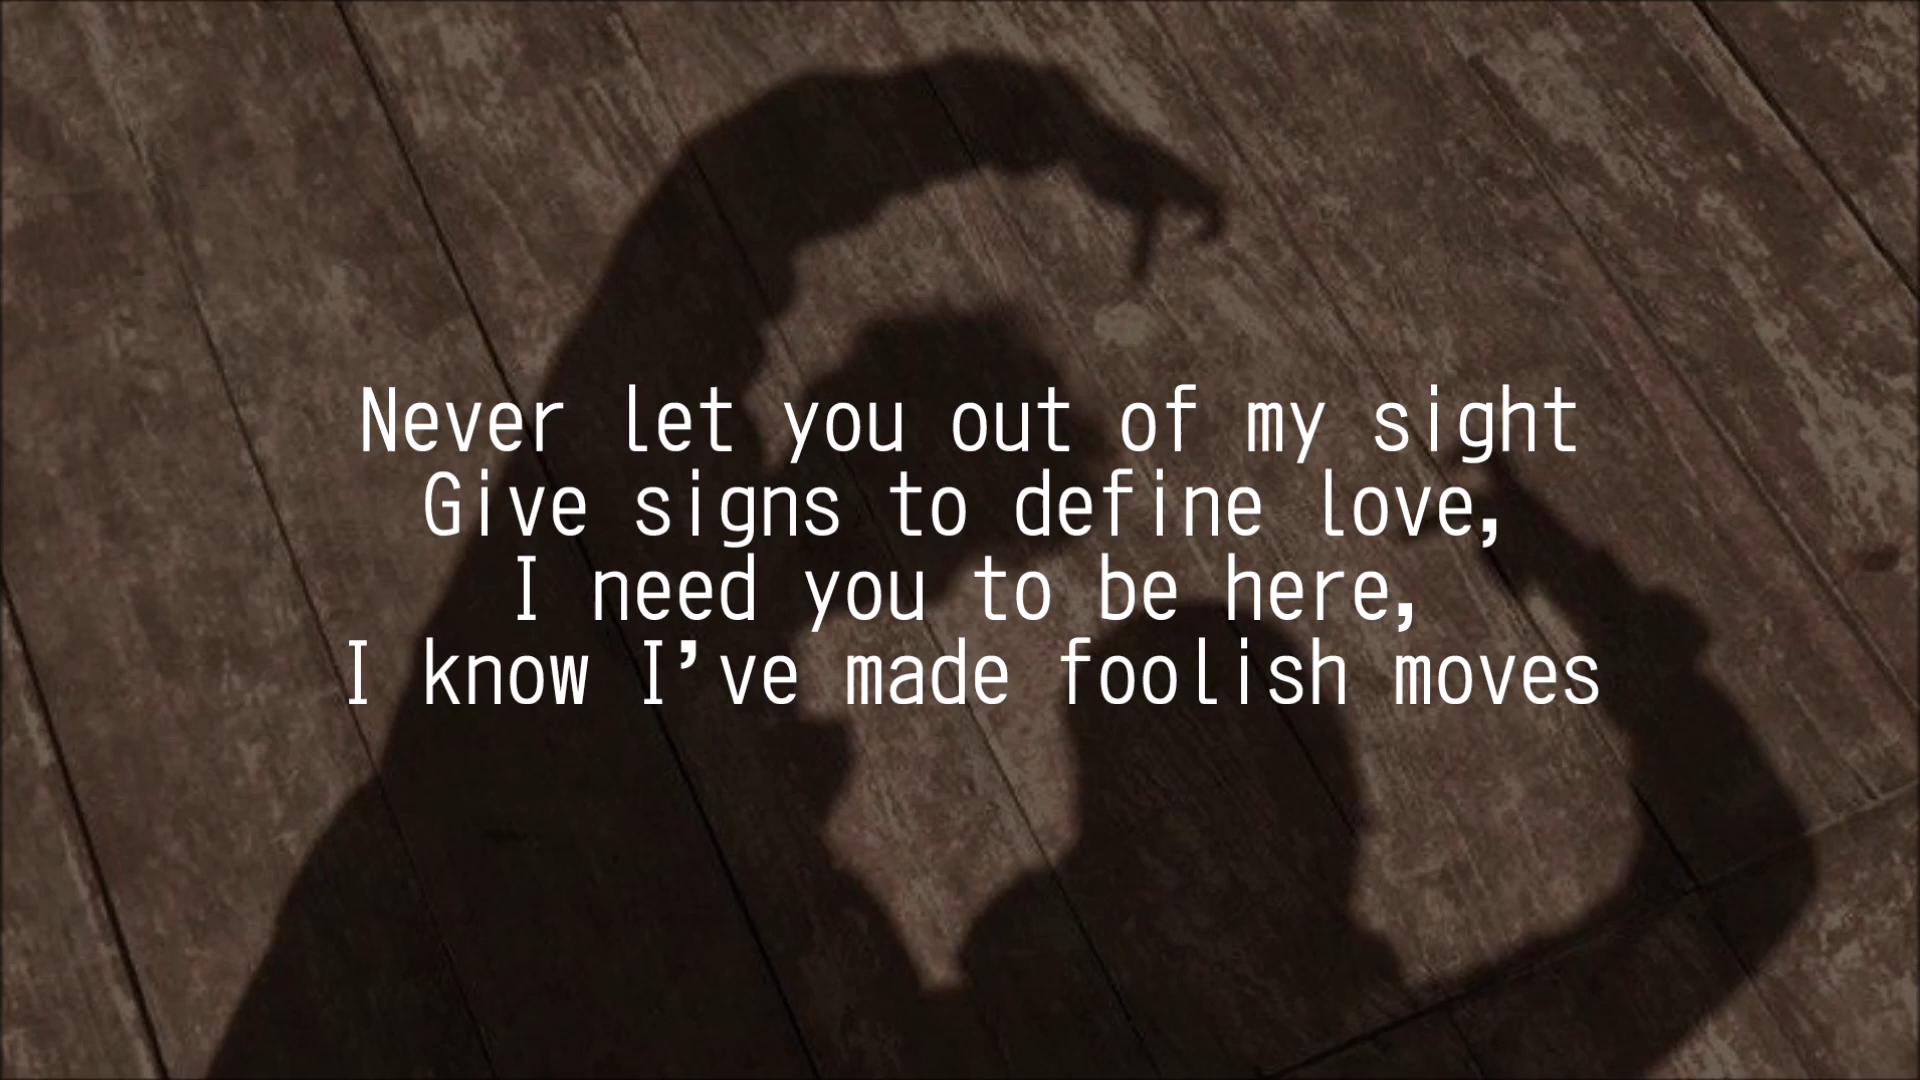 Never let you out of my sight
Give signs to define love,
I need you to be here,
I know I've made foolish moves